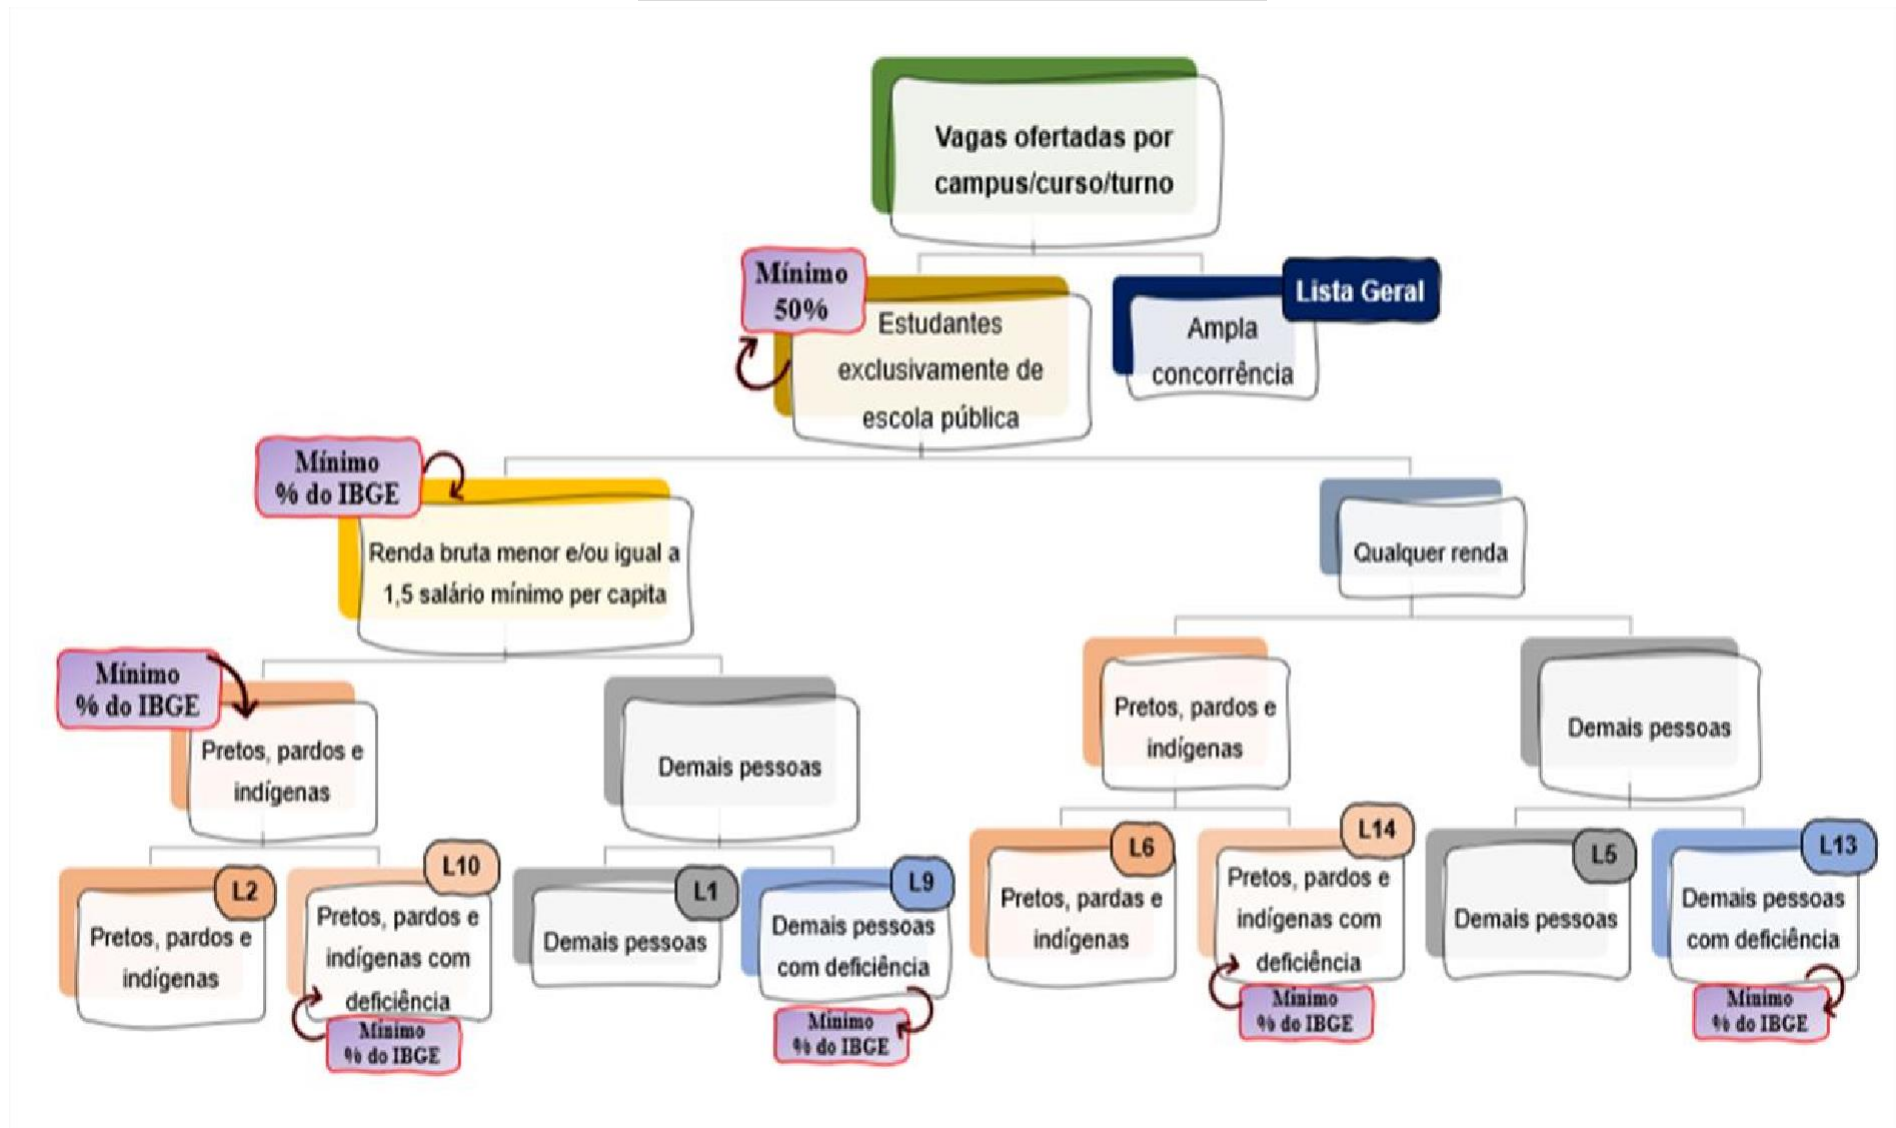 Vagas ofertadas por
campus/curso/turno
Mínimo
50%
Estudantes
exclusivamente de
escola pública
Lista Geral
Ampla
concorrência
Mínimo
% do IBGE
Renda bruta menor e/ou igual a
1,5 salário mínimo per capita
Qualquer renda
Mínimo
% do IBGE
Pretos, pardos e
indígenas
Demais pessoas
Pretos, pardos e
indígenas
Demais pessoas
L2
Pretos, pardos e
indígenas
L10
Pretos, pardos e
indígenas com
deficiência
Mínimo
% do IBGE
L1
Demais pessoas
L9
Demais pessoas
com deficiência
Mínimo
% do IBGE
L6
Pretos, pardas e
indígenas
L14
Pretos, pardos e
indígenas com
deficiência
Mínimo
% do IBGE
L5
Demais pessoas
L13
Demais pessoas
com deficiência
Mínimo
% do IBGE